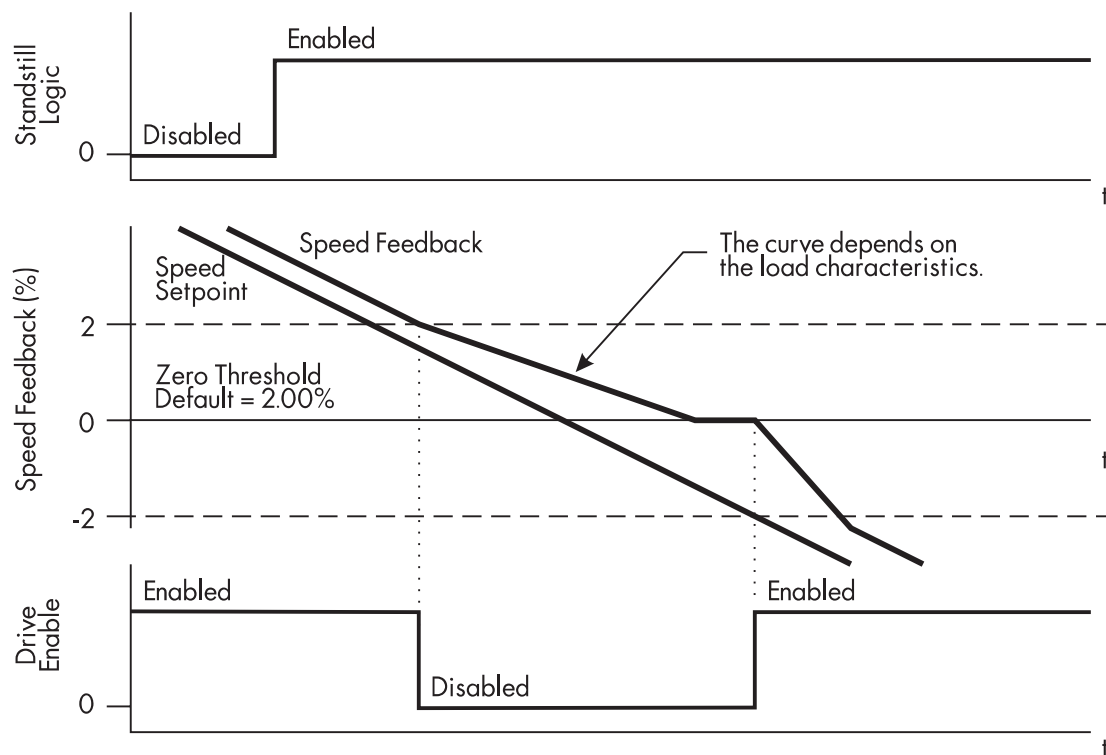 Standstill
Logic
Enabled
Disabled
0
t
Speed Feedback (%)
Speed Feedback
Speed
Setpoint
The curve depends on
the load characteristics.
2
Zero Threshold
Default = 2.00%
0
t
-2
Drive
Enable
Enabled
Enabled
Disabled
0
t